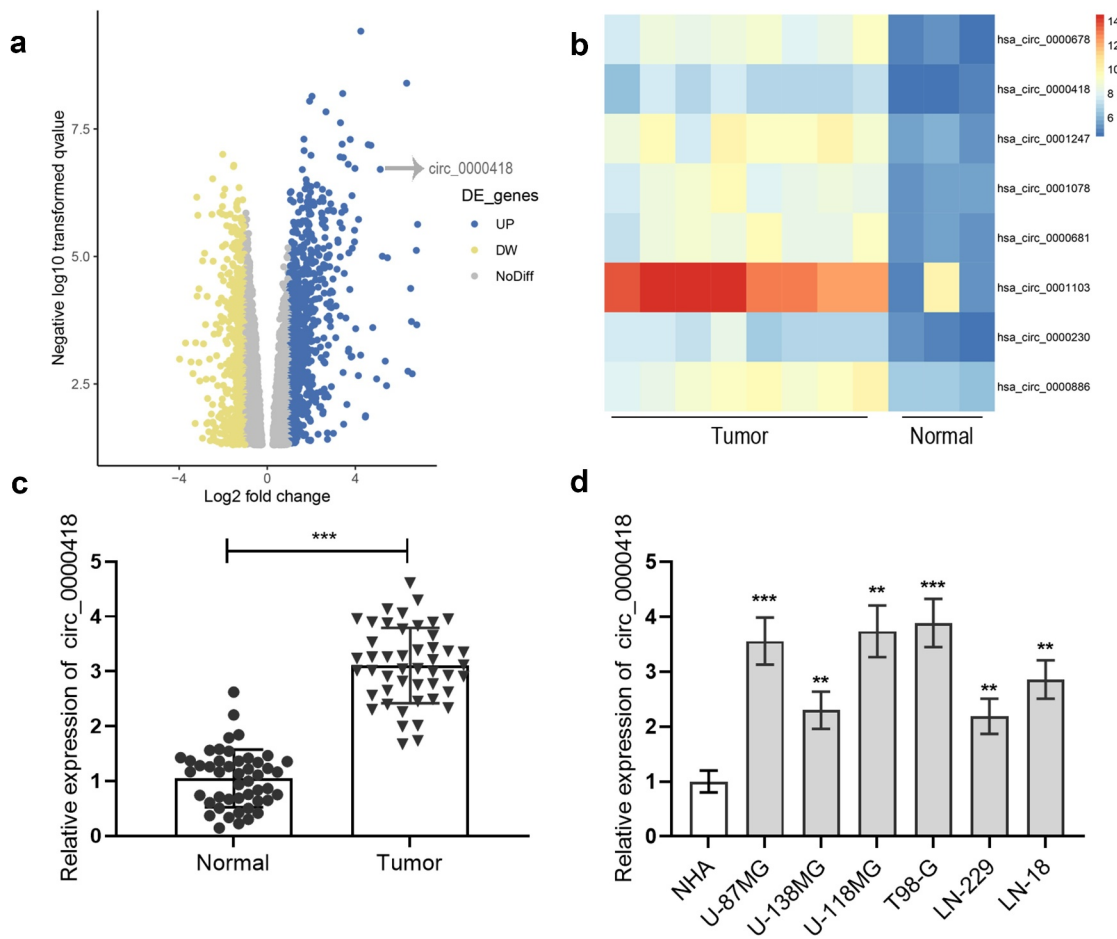 a
Negative log10 transformed qvalue
7.5
5.0
2.5
−4
0
4
Log2 fold change
circ_0000418
DE_genes
UP
DW
NoDiff
b
hsa_circ_0000678
hsa_circ_0000418
hsa_circ_0001247
hsa_circ_0001078
hsa_circ_0000681
hsa_circ_0001103
hsa_circ_0000230
hsa_circ_0000886
14
12
10
8
6
Tumor
Normal
c
Relative expression of circ_0000418
5
4
3
2
1
0
***
Normal
Tumor
d
Relative expression of circ_0000418
5
4
3
2
1
0
***
**
**
***
**
**
NHA
U-87MG
U-138MG
U-118MG
T98-G
LN-229
LN-18